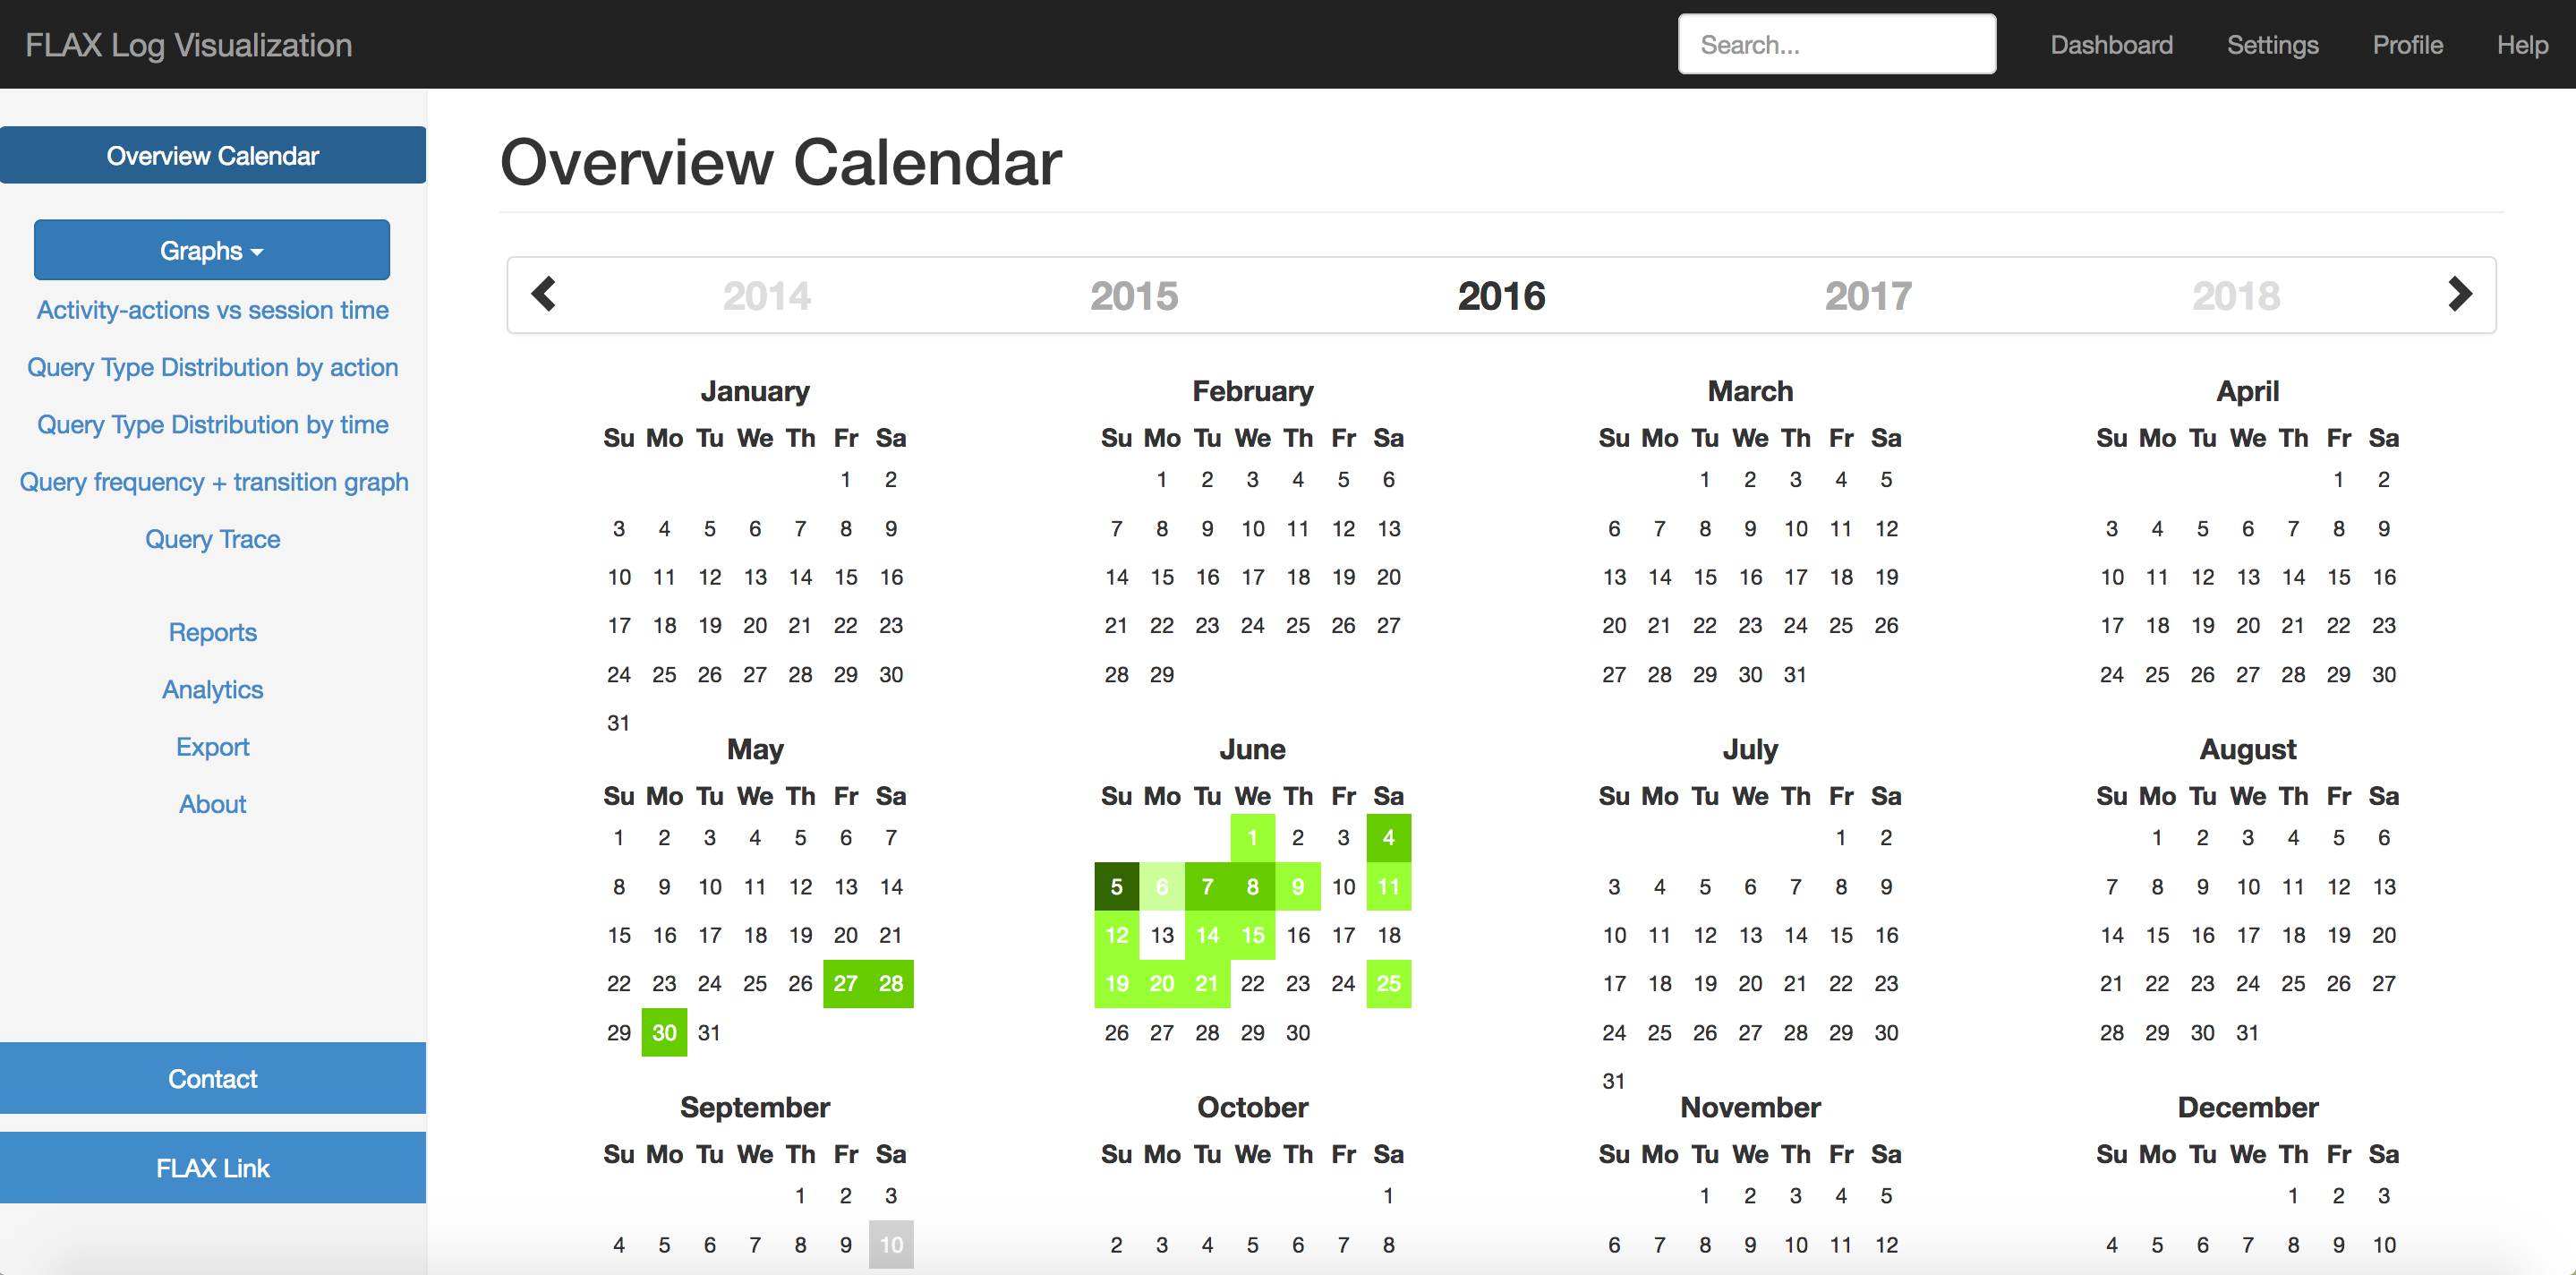 FLAX Log Visualization
Search...
Dashboard Settings Profile Help
Overview Calendar
Graphs
Activity-actions vs session time
Query Type Distribution by action
Query Type Distribution by time
Query frequency + transition graph
Query Trace
Reports
Analytics
Export
About
Contact
FLAX Link
Overview Calendar
2014 2015 2016 2017 2018
January
Su Mo Tu We Th Fr Sa
1 2
3 4 5 6 7 8 9
10 11 12 13 14 15 16
17 18 19 20 21 22 23
24 25 26 27 28 29 30
31
February
Su Mo Tu We Th Fr Sa
1 2 3 4 5 6
7 8 9 10 11 12 13
14 15 16 17 18 19 20
21 22 23 24 25 26 27
28 29
March
Su Mo Tu We Th Fr Sa
1 2 3 4 5
6 7 8 9 10 11 12
13 14 15 16 17 18 19
20 21 22 23 24 25 26
27 28 29 30 31
April
Su Mo Tu We Th Fr Sa
1 2
3 4 5 6 7 8 9
10 11 12 13 14 15 16
17 18 19 20 21 22 23
24 25 26 27 28 29 30
May
Su Mo Tu We Th Fr Sa
1 2 3 4 5 6 7
8 9 10 11 12 13 14
15 16 17 18 19 20 21
22 23 24 25 26 27 28
29 30 31
June
Su Mo Tu We Th Fr Sa
1 2 3 4
5 6 7 8 9 10 11
12 13 14 15 16 17 18
19 20 21 22 23 24 25
26 27 28 29 30
July
Su Mo Tu We Th Fr Sa
1 2
3 4 5 6 7 8 9
10 11 12 13 14 15 16
17 18 19 20 21 22 23
24 25 26 27 28 29 30
31
August
Su Mo Tu We Th Fr Sa
1 2 3 4 5 6
7 8 9 10 11 12 13
14 15 16 17 18 19 20
21 22 23 24 25 26 27
28 29 30 31
September
Su Mo Tu We Th Fr Sa
1 2 3
4 5 6 7 8 9 10
October
Su Mo Tu We Th Fr Sa
1
2 3 4 5 6 7 8
November
Su Mo Tu We Th Fr Sa
1 2 3 4 5
6 7 8 9 10 11 12
December
Su Mo Tu We Th Fr Sa
1 2 3
4 5 6 7 8 9 10